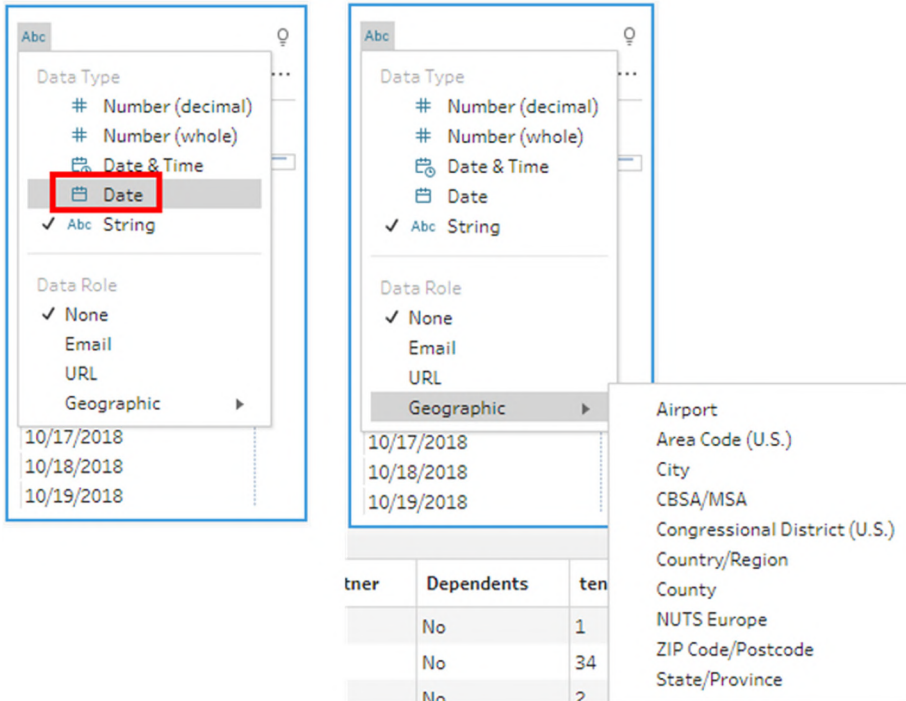 Abc
Data Type
# Number (decimal)
# Number (whole)
Date & Time
Date
✓ Abc String
Data Role
✓ None
Email
URL
Geographic ▶
10/17/2018
10/18/2018
10/19/2018
Abc
Data Type
# Number (decimal)
# Number (whole)
Date & Time
Date
✓ Abc String
Data Role
✓ None
Email
URL
Geographic ▶
10/17/2018
10/18/2018
10/19/2018
Airport
Area Code (U.S.)
City
CBSA/MSA
Congressional District (U.S.)
Country/Region
County
NUTS Europe
ZIP Code/Postcode
State/Province
tner Dependents ten
No 1
No 34
No 2